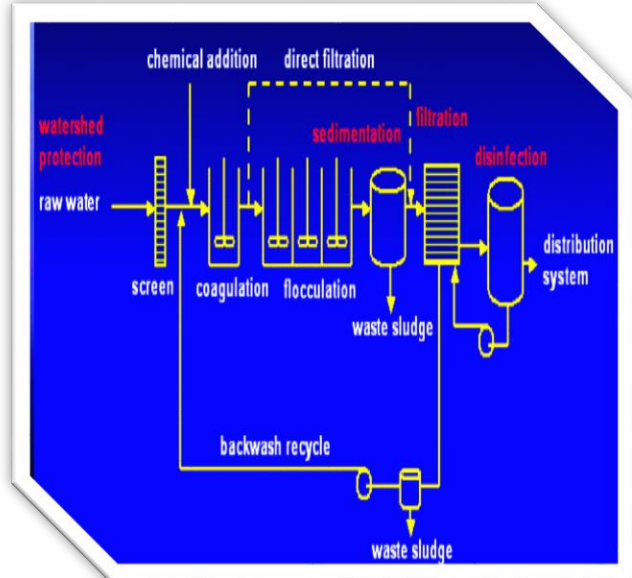 chemical addition
direct filtration
watershed
protection
sedimentation
filtration
disinfection
raw water
distribution
system
screen
coagulation
flocculation
waste sludge
backwash recycle
waste sludge